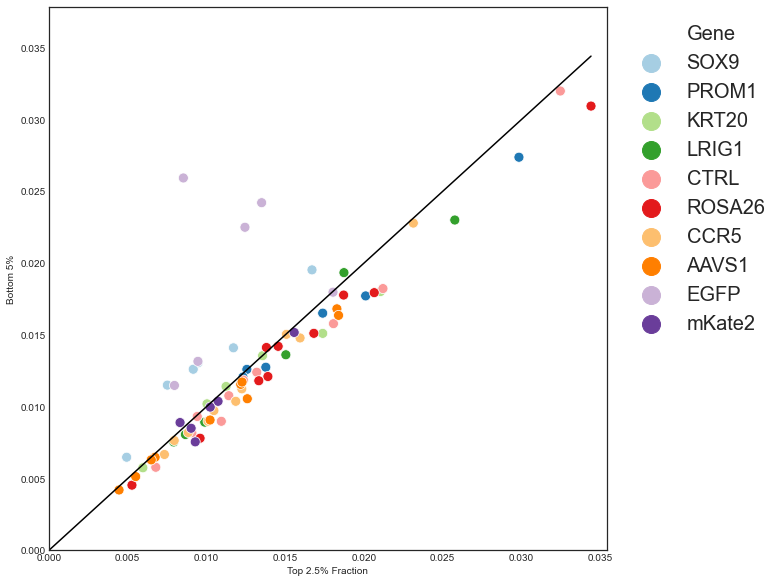 0.035
0.030
0.025
0.020
0.015
0.010
0.005
0.000
Bottom 5%
0.000 0.005 0.010 0.015 0.020 0.025 0.030 0.035
Top 2.5% Fraction
Gene
SOX9
PROM1
KRT20
LRIG1
CTRL
ROSA26
CCR5
AAVS1
EGFP
mKate2